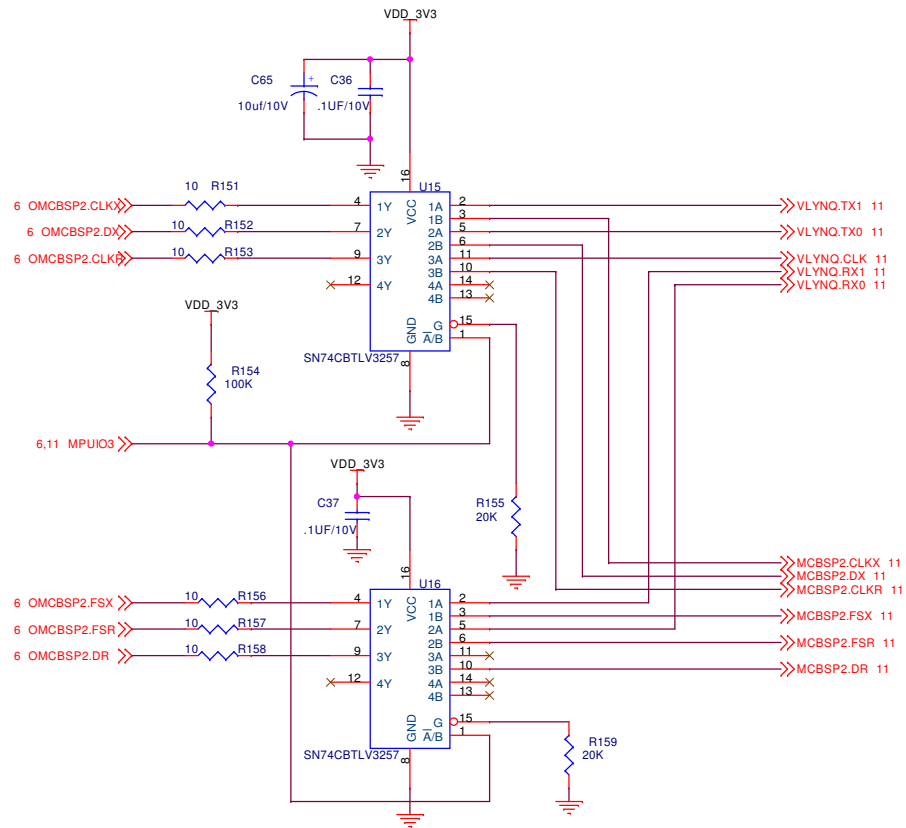 VDD_3V3
C65
+
C36
10uf/10V
.1UF/10V
16
U15
6 OMCBSP2.CLKX
10
R151
4
1Y
VCC
1A
2
VLYNQ.TX1 11
1B
3
6 OMCBSP2.DX
10
R152
7
2Y
2A
5
VLYNQ.TX0 11
2B
6
6 OMCBSP2.CLKR
10
R153
9
3Y
3A
11
VLYNQ.CLK 11
3B
10
VLYNQ.RX1 11
12
4Y
4A
14
VLYNQ.RX0 11
4B
13
VDD_3V3
GND
G
15
A/B
1
SN74CBTLV3257
8
R154
100K
6,11 MPUIO3
VDD_3V3
C37
.1UF/10V
R155
20K
16
U16
MCBSP2.CLKX 11
MCBSP2.DX 11
MCBSP2.CLKR 11
6 OMCBSP2.FSX
10
R156
4
1Y
VCC
1A
2
1B
3
MCBSP2.FSX 11
6 OMCBSP2.FSR
10
R157
7
2Y
2A
5
2B
6
MCBSP2.FSR 11
6 OMCBSP2.DR
10
R158
9
3Y
3A
11
3B
10
MCBSP2.DR 11
12
4Y
4A
14
4B
13
GND
G
15
A/B
1
R159
20K
SN74CBTLV3257
8